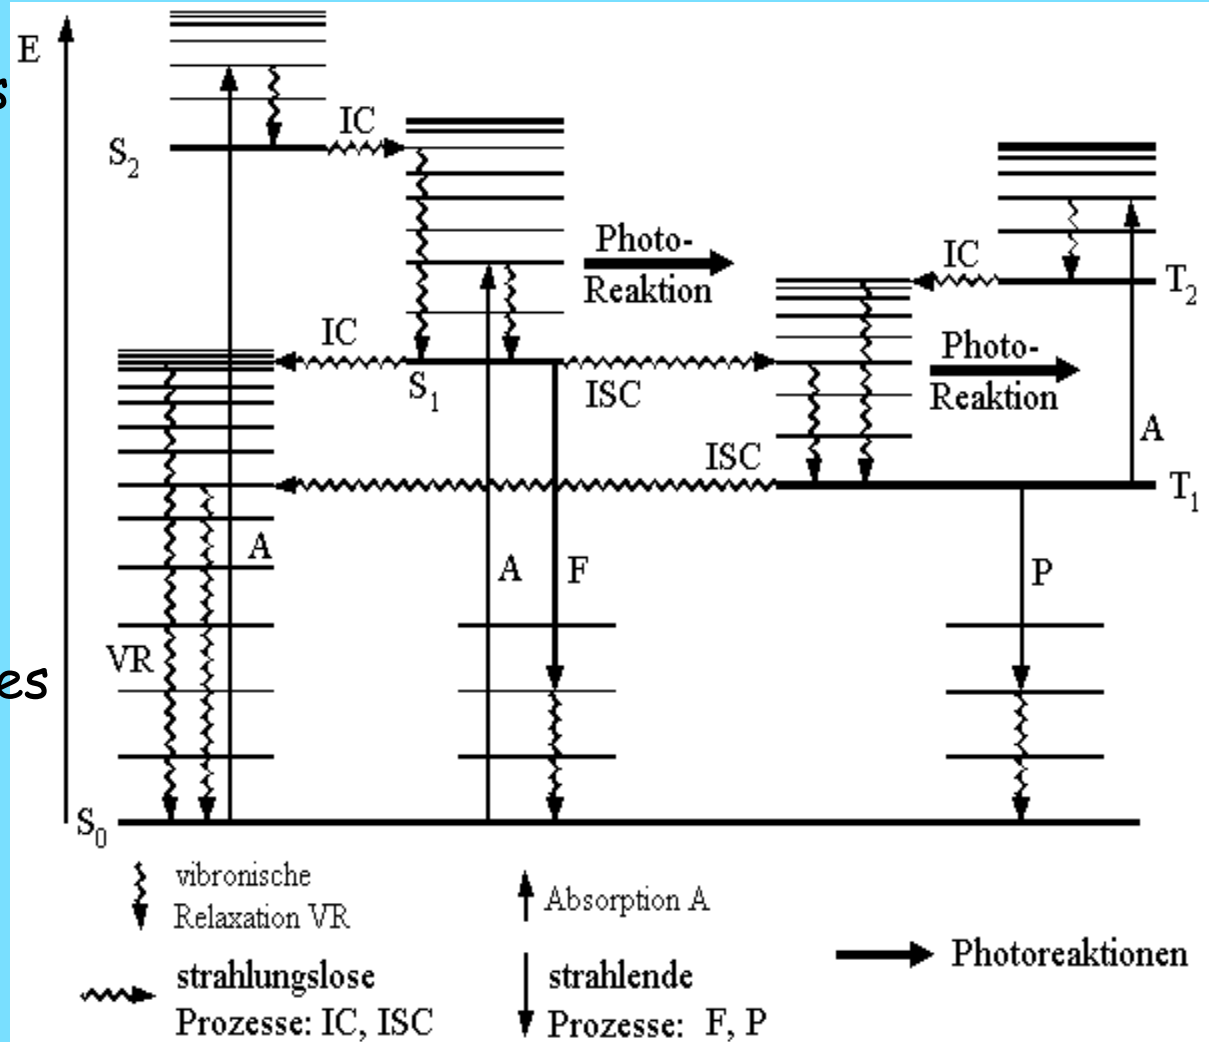 E
S2
IC
Photo-
Reaktion
IC
T2
IC
S1
ISC
Photo-
Reaktion
A
ISC
T1
A
A
F
P
VR
es
S0
vibronische
Relaxation VR
Absorption A
strahlungslose
Prozesse: IC, ISC
strahlende
Prozesse: F, P
Photoreaktionen